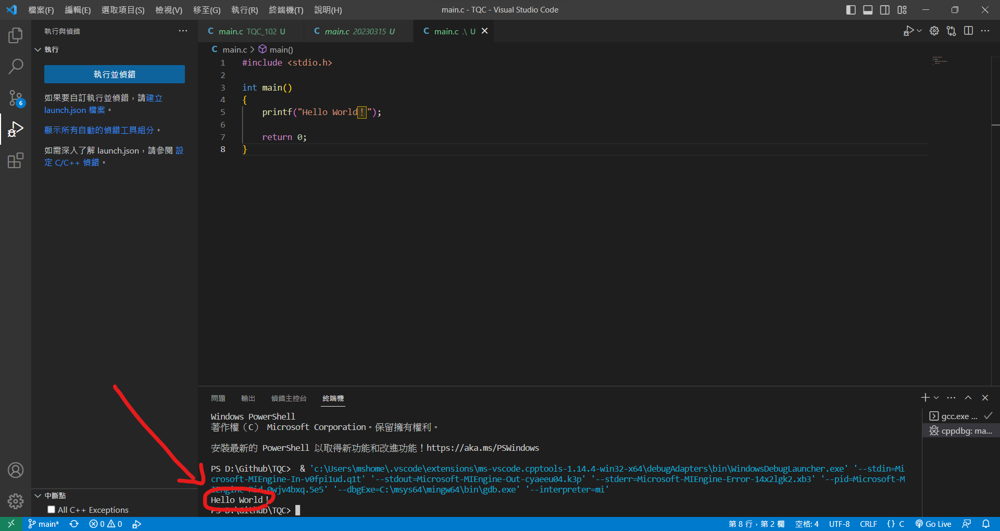 檔案(F) 編輯(E) 選取項目(S) 檢視(V) 移至(G) 執行(R) 終端機(T) 說明(H) main.c - TQC - Visual Studio Code
執行與偵錯 ···
執行
執行並偵錯
如果要自訂執行並偵錯，請建立
launch.json 檔案。
顯示所有自動的偵錯工具組分。
如需深入了解 launch.json，請參閱 設
定 C/C++ 偵錯。
6
中斷點
All C++ Exceptions
C main.c TQC_102 U C main.c 20230315 U C main.c .\ U
C main.c > main()
1 #include <stdio.h>
2
3 int main()
4 {
5 printf("Hello World！");
6
7 return 0;
8 }
問題 輸出 偵錯主控台 終端機
Windows PowerShell
著作權（C） Microsoft Corporation。保留擁有權利。
安裝最新的 PowerShell 以取得新功能和改進功能！https://aka.ms/PSWindows
PS D:\Github\TQC>  & 'c:\Users\mshome\.vscode\extensions\ms-vscode.cpptools-1.14.4-win32-x64\debugAdapters\bin\WindowsDebugLauncher.exe' '--stdin=Mi
crosoft-MIEngine-In-v0fpi1ud.q1t' '--stdout=Microsoft-MIEngine-Out-cyaeeu04.k3p' '--stderr=Microsoft-MIEngine-Error-14x2lgk2.xb3' '--pid=Microsoft-M
IEngine-Pid-0wjv4bxq.5e5' '--dbgExe=C:\msys64\mingw64\bin\gdb.exe' '--interpreter=mi'
Hello World！
PS D:\Github\TQC>
gcc.exe ...
cppdbg: ma...
main* 0 0 第 8 行，第 2 欄 空格: 4 UTF-8 CRLF {} C Go Live